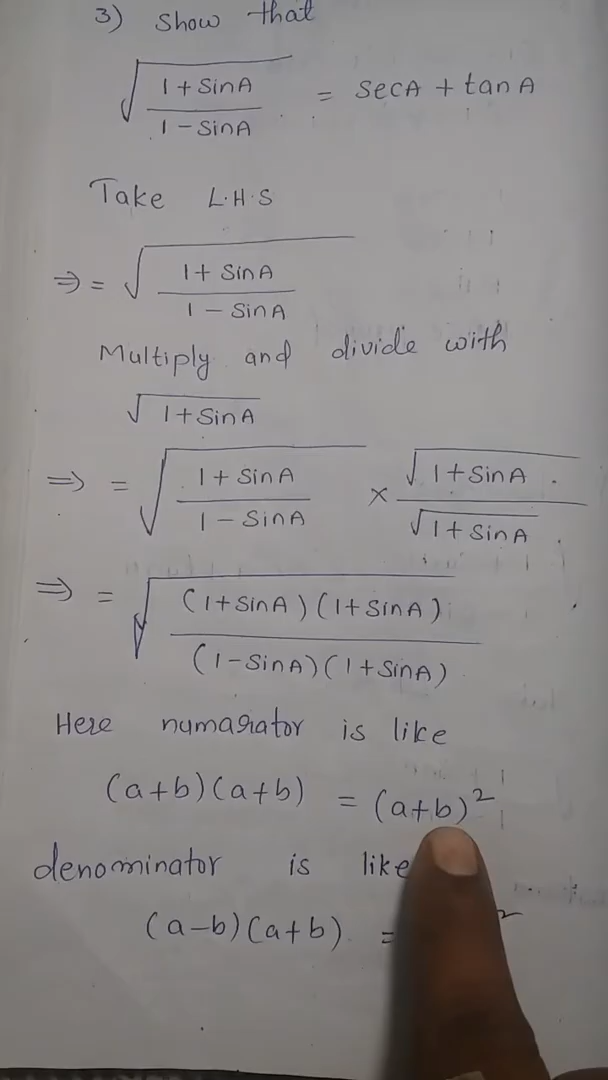 3) Show that
√(1 + sinA / 1 - sinA) = secA + tanA
Take L.H.S
⇒ = √(1 + sinA / 1 - sinA)
Multiply and divide with
√1 + sinA
⇒ = √(1 + sinA / 1 - sinA) × √1 + sinA / √1 + sinA
⇒ = √((1 + sinA)(1 + sinA) / (1 - sinA)(1 + sinA))
Here numarator is like
(a+b)(a+b) = (a+b)²
denominator is like
(a-b)(a+b) =